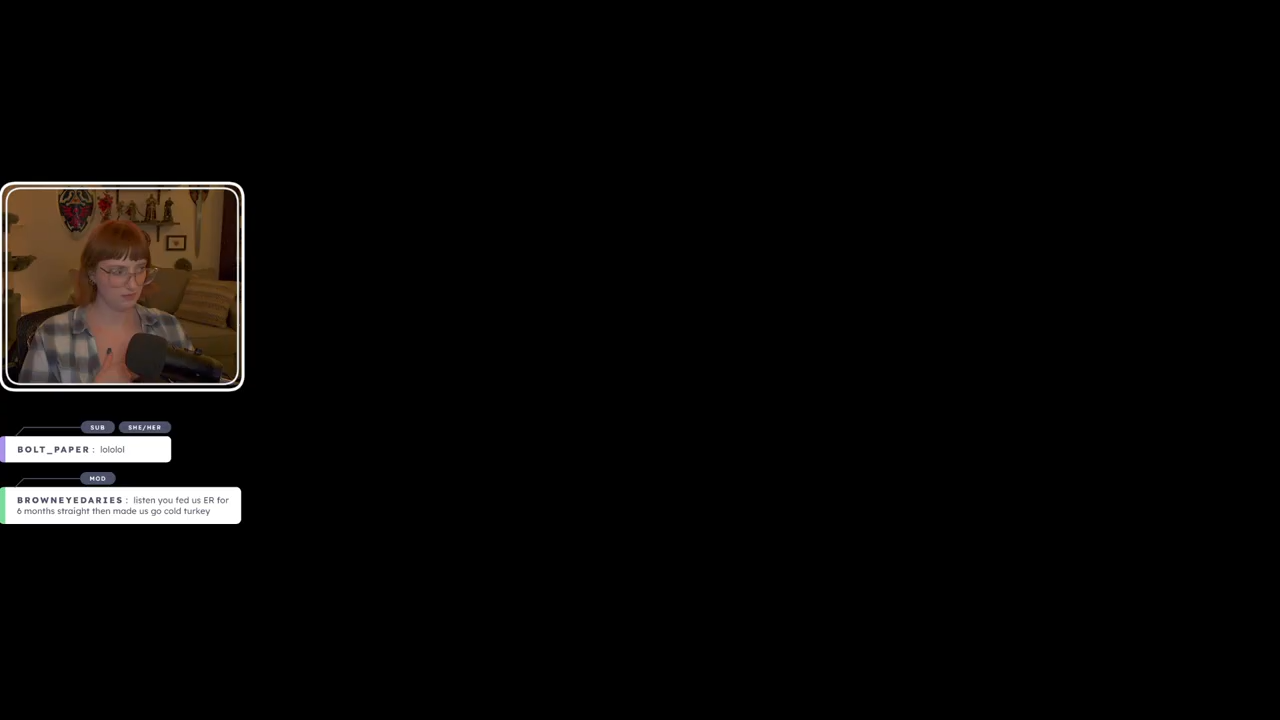 SUB SHE/HER
BOLT_PAPER : lololol
MOD
BROWNEYEDARIES : listen you fed us ER for
6 months straight then made us go cold turkey